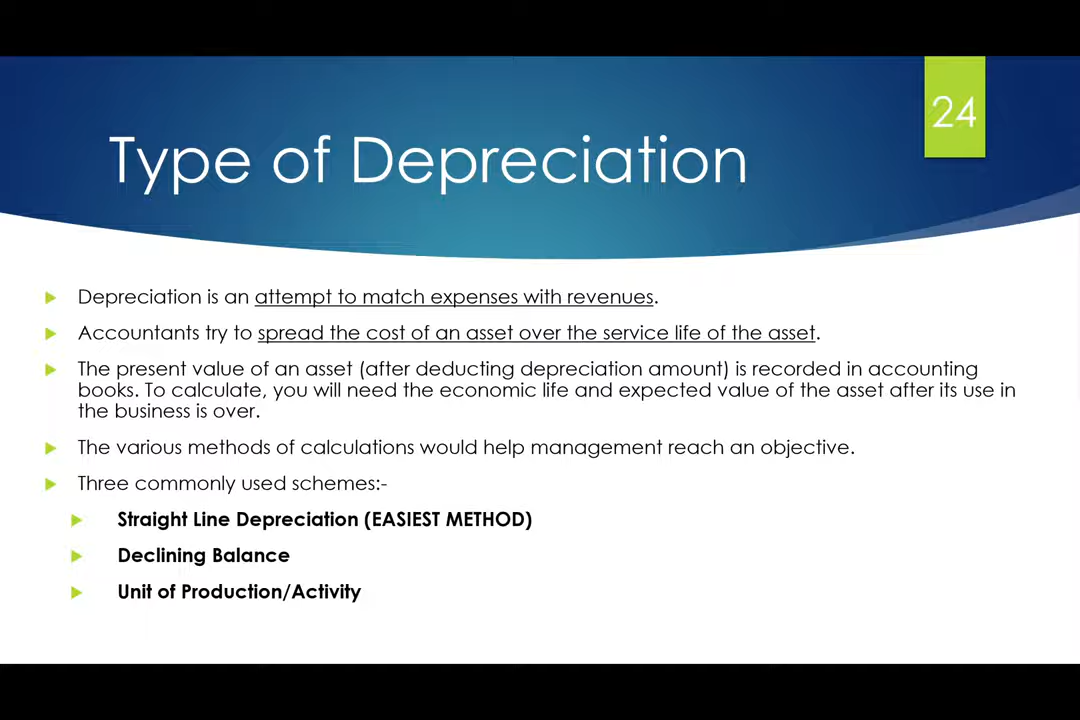 24
Type of Depreciation
Depreciation is an attempt to match expenses with revenues.
Accountants try to spread the cost of an asset over the service life of the asset.
The present value of an asset (after deducting depreciation amount) is recorded in accounting
books. To calculate, you will need the economic life and expected value of the asset after its use in
the business is over.
The various methods of calculations would help management reach an objective.
Three commonly used schemes:-
Straight Line Depreciation (EASIEST METHOD)
Declining Balance
Unit of Production/Activity